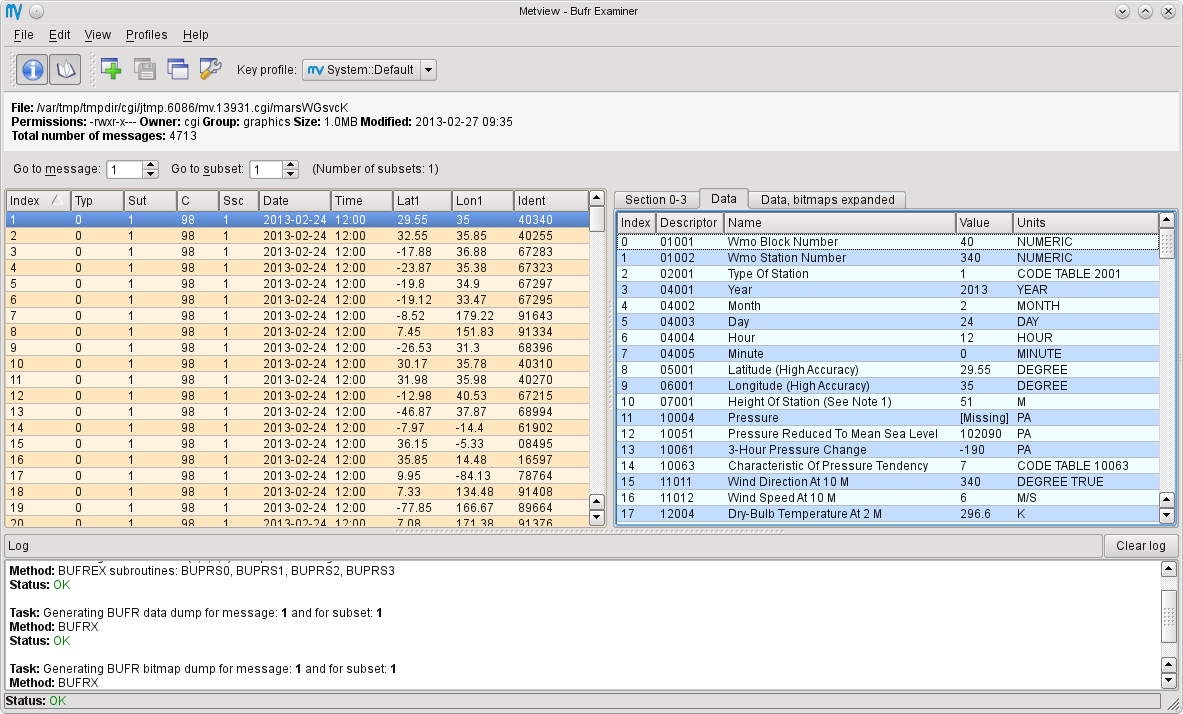 Metview - Bufr Examiner
File Edit View Profiles Help
Key profile: System::Default
File: /var/tmp/tmpdir/cgi/jtmp.6086/mv.13931.cgi/marsWGsvcK
Permissions: -rwxr-x--- Owner: cgi Group: graphics Size: 1.0MB Modified: 2013-02-27 09:35
Total number of messages: 4713
Go to message: 1 Go to subset: 1 (Number of subsets: 1)
Index Typ Sut C Ssc Date Time Lat1 Lon1 Ident
1 0 1 98 1 2013-02-24 12:00 29.55 35 40340
2 0 1 98 1 2013-02-24 12:00 32.55 35.85 40255
3 0 1 98 1 2013-02-24 12:00 -17.88 36.88 67283
4 0 1 98 1 2013-02-24 12:00 -23.87 35.38 67323
5 0 1 98 1 2013-02-24 12:00 -19.8 34.9 67297
6 0 1 98 1 2013-02-24 12:00 -19.12 33.47 67295
7 0 1 98 1 2013-02-24 12:00 -8.52 179.22 91643
8 0 1 98 1 2013-02-24 12:00 7.45 151.83 91334
9 0 1 98 1 2013-02-24 12:00 -26.53 31.3 68396
10 0 1 98 1 2013-02-24 12:00 30.17 35.78 40310
11 0 1 98 1 2013-02-24 12:00 31.98 35.98 40270
12 0 1 98 1 2013-02-24 12:00 -12.98 40.53 67215
13 0 1 98 1 2013-02-24 12:00 -46.87 37.87 68994
14 0 1 98 1 2013-02-24 12:00 -7.97 -14.4 61902
15 0 1 98 1 2013-02-24 12:00 36.15 -5.33 08495
16 0 1 98 1 2013-02-24 12:00 35.85 14.48 16597
17 0 1 98 1 2013-02-24 12:00 9.95 -84.13 78764
18 0 1 98 1 2013-02-24 12:00 7.33 134.48 91408
19 0 1 98 1 2013-02-24 12:00 -77.85 166.67 89664
20 0 1 98 1 2013-02-24 12:00 7.08 171.38 91376
Section 0-3 Data Data, bitmaps expanded
Index Descriptor Name Value Units
0 01001 Wmo Block Number 40 NUMERIC
1 01002 Wmo Station Number 340 NUMERIC
2 02001 Type Of Station 1 CODE TABLE 2001
3 04001 Year 2013 YEAR
4 04002 Month 2 MONTH
5 04003 Day 24 DAY
6 04004 Hour 12 HOUR
7 04005 Minute 0 MINUTE
8 05001 Latitude (High Accuracy) 29.55 DEGREE
9 06001 Longitude (High Accuracy) 35 DEGREE
10 07001 Height Of Station (See Note 1) 51 M
11 10004 Pressure [Missing] PA
12 10051 Pressure Reduced To Mean Sea Level 102090 PA
13 10061 3-Hour Pressure Change -190 PA
14 10063 Characteristic Of Pressure Tendency 7 CODE TABLE 10063
15 11011 Wind Direction At 10 M 340 DEGREE TRUE
16 11012 Wind Speed At 10 M 6 M/S
17 12004 Dry-Bulb Temperature At 2 M 296.6 K
Log Clear log
Method: BUFREX subroutines: BUPRS0, BUPRS1, BUPRS2, BUPRS3
Status: OK
Task: Generating BUFR data dump for message: 1 and for subset: 1
Method: BUFRX
Status: OK
Task: Generating BUFR bitmap dump for message: 1 and for subset: 1
Method: BUFRX
Status: OK